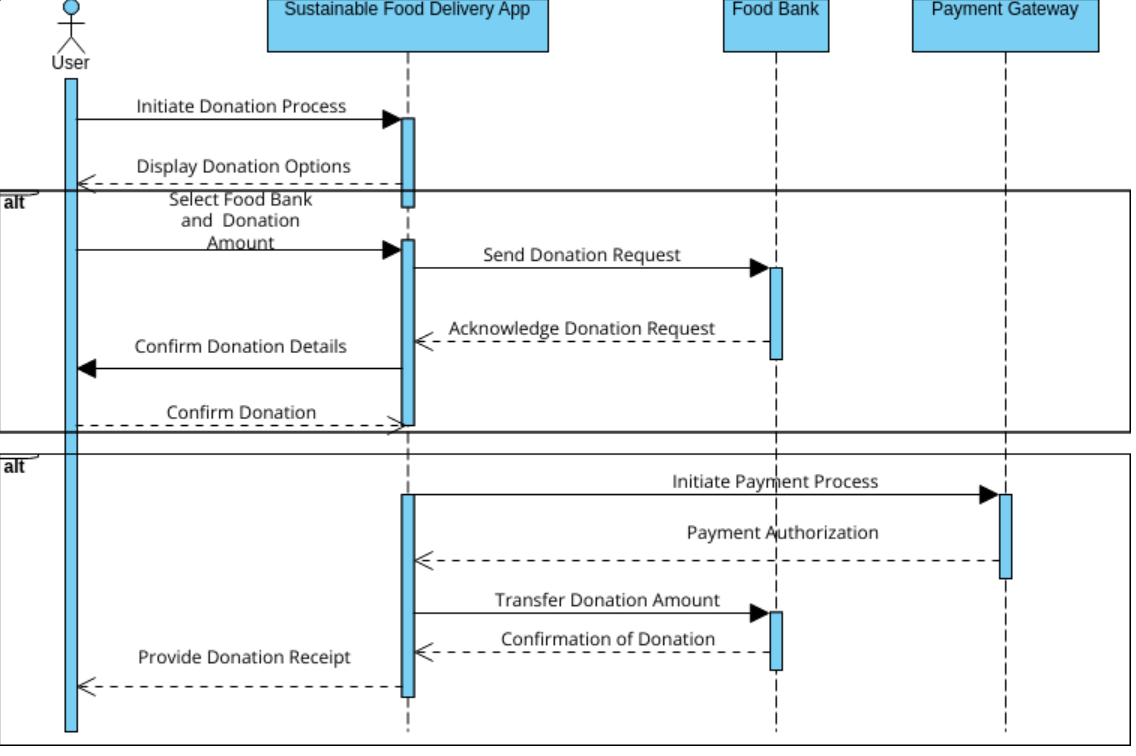 Sustainable Food Delivery App
Food Bank
Payment Gateway
User
Initiate Donation Process
Display Donation Options
alt
Select Food Bank
and Donation
Amount
Send Donation Request
Acknowledge Donation Request
Confirm Donation Details
Confirm Donation
alt
Initiate Payment Process
Payment Authorization
Transfer Donation Amount
Confirmation of Donation
Provide Donation Receipt